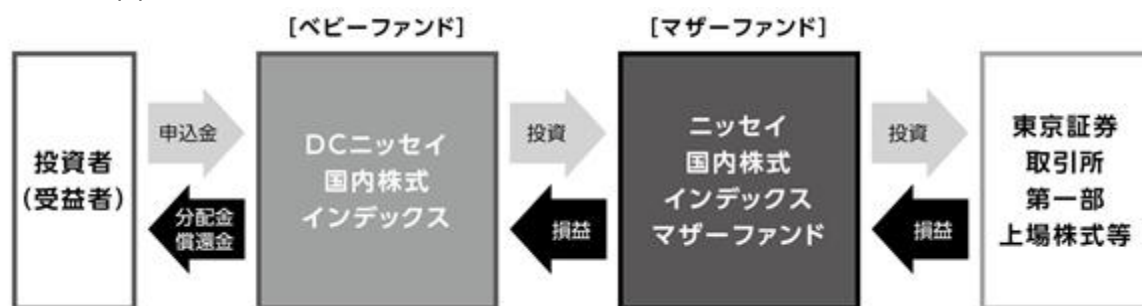 [ベビーファンド]
[マザーファンド]
投資者
(受益者)
申込金
分配金
償還金
DCニッセイ
国内株式
インデックス
投資
損益
ニッセイ
国内株式
インデックス
マザーファンド
投資
損益
東京証券
取引所
第一部
上場株式等